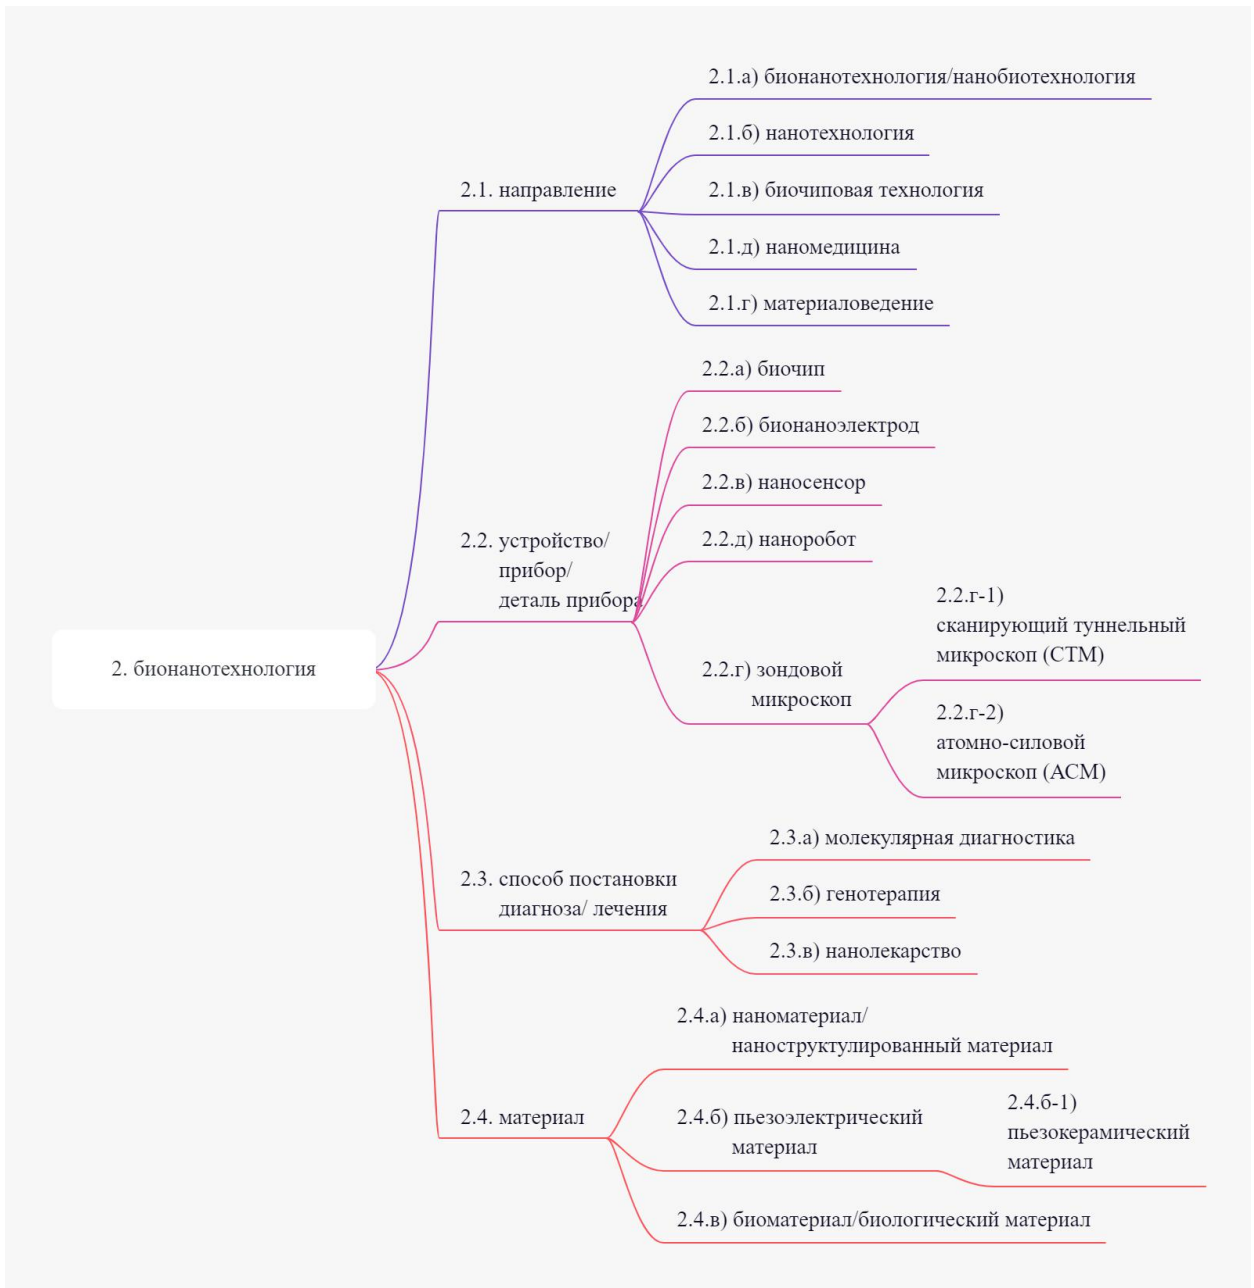 2. бионанотехнология
2.1. направление
2.1.а) бионанотехнология/нанобиотехнология
2.1.б) нанотехнология
2.1.в) биочиповая технология
2.1.д) наномедицина
2.1.г) материаловедение
2.2. устройство/
прибор/
деталь прибора
2.2.а) биочип
2.2.б) бионаноэлектрод
2.2.в) наносенсор
2.2.д) наноробот
2.2.г) зондовой
микроскоп
2.2.г-1)
сканирующий туннельный
микроскоп (СТМ)
2.2.г-2)
атомно-силовой
микроскоп (АСМ)
2.3. способ постановки
диагноза/ лечения
2.3.а) молекулярная диагностика
2.3.б) генотерапия
2.3.в) нанолекарство
2.4. материал
2.4.а) наноматериал/
наноструктулированный материал
2.4.б) пьезоэлектрический
материал
2.4.б-1)
пьезокерамический
материал
2.4.в) биоматериал/биологический материал